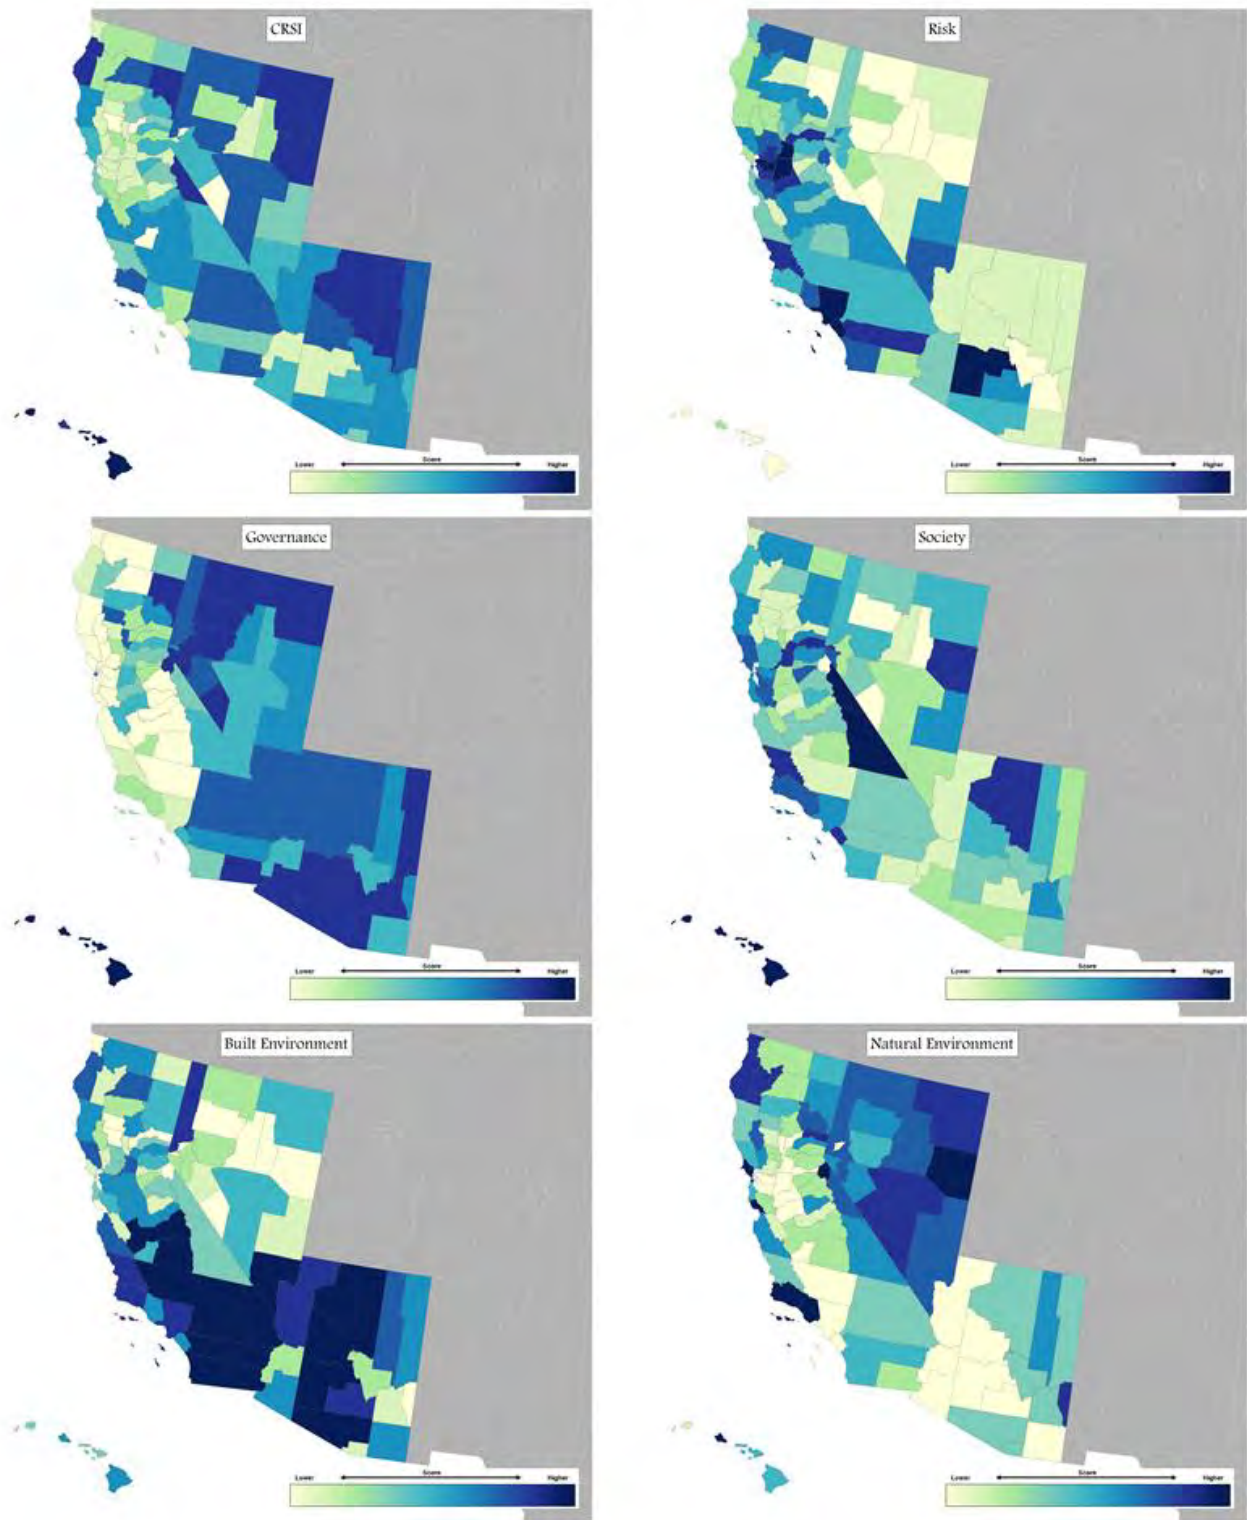 CRSI
Risk
Lower Score Higher
Lower Score Higher
Governance
Society
Lower Score Higher
Lower Score Higher
Built Environment
Natural Environment
Lower Score Higher
Lower Score Higher